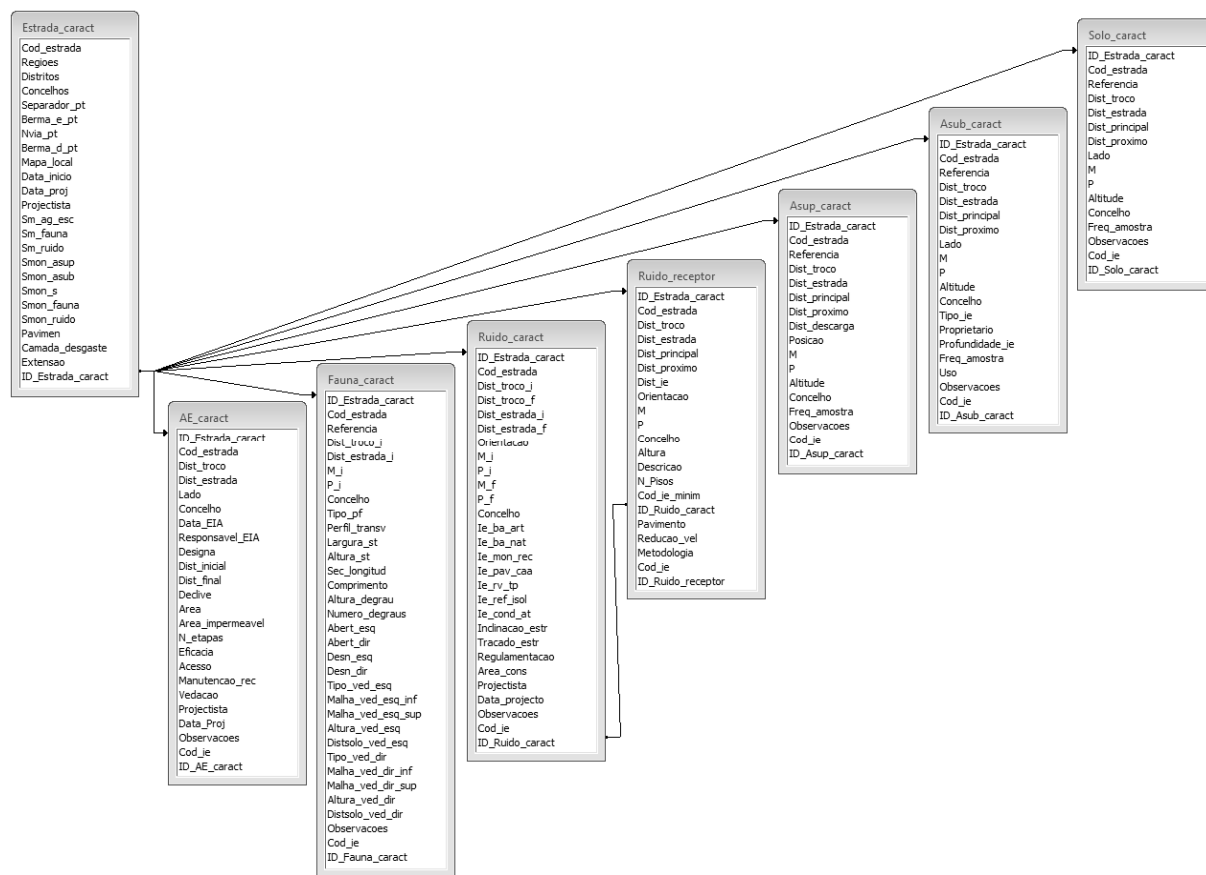 Estrada_caract
Cod_estrada
Regioes
Distritos
Concelhos
Separador_pt
Berma_e_pt
Nvia_pt
Berma_d_pt
Mapa_local
Data_inicio
Data_proj
Projectista
Sm_ag_esc
Sm_fauna
Sm_ruido
Smon_asup
Smon_asub
Smon_s
Smon_fauna
Smon_ruido
Pavimen
Camada_desgaste
Extensao
ID_Estrada_caract
AE_caract
ID_Estrada_caract
Cod_estrada
Dist_troco
Dist_estrada
Lado
Concelho
Data_EIA
Responsavel_EIA
Designa
Dist_inicial
Dist_final
Declive
Area
Area_impermeavel
N_etapas
Eficacia
Acesso
Manutencao_rec
Vedacao
Projectista
Data_Proj
Observacoes
Cod_ie
ID_AE_caract
Fauna_caract
ID_Estrada_caract
Cod_estrada
Referencia
Dist_troco_i
Dist_estrada_i
M_i
P_i
Concelho
Tipo_pf
Perfil_transv
Largura_st
Altura_st
Sec_longitud
Comprimento
Altura_degrau
Numero_degraus
Abert_esq
Abert_dir
Desn_esq
Desn_dir
Tipo_ved_esq
Malha_ved_esq_inf
Malha_ved_esq_sup
Altura_ved_esq
Distsolo_ved_esq
Tipo_ved_dir
Malha_ved_dir_inf
Malha_ved_dir_sup
Altura_ved_dir
Distsolo_ved_dir
Observacoes
Cod_ie
ID_Fauna_caract
Ruido_caract
ID_Estrada_caract
Cod_estrada
Dist_troco_i
Dist_troco_f
Dist_estrada_i
Dist_estrada_f
Orientacao
M_i
P_i
M_f
P_f
Concelho
Ie_ba_art
Ie_ba_nat
Ie_mon_rec
Ie_pav_caa
Ie_rv_tp
Ie_ref_isol
Ie_cond_at
Inclinacao_estr
Tracado_estr
Regulamentacao
Area_cons
Projectista
Data_projecto
Observacoes
Cod_ie
ID_Ruido_caract
Ruido_receptor
ID_Estrada_caract
Cod_estrada
Dist_troco
Dist_estrada
Dist_principal
Dist_proximo
Dist_ie
Orientacao
M
P
Concelho
Altura
Descricao
N_Pisos
Cod_ie_minim
ID_Ruido_caract
Pavimento
Reducao_vel
Metodologia
Cod_ie
ID_Ruido_receptor
Asup_caract
ID_Estrada_caract
Cod_estrada
Referencia
Dist_troco
Dist_estrada
Dist_principal
Dist_proximo
Dist_descarga
Posicao
M
P
Altitude
Concelho
Freq_amostra
Observacoes
Cod_ie
ID_Asup_caract
Asub_caract
ID_Estrada_caract
Cod_estrada
Referencia
Dist_troco
Dist_estrada
Dist_principal
Dist_proximo
Lado
M
P
Altitude
Concelho
Tipo_ie
Proprietario
Profundidade_ie
Freq_amostra
Uso
Observacoes
Cod_ie
ID_Asub_caract
Solo_caract
ID_Estrada_caract
Cod_estrada
Referencia
Dist_troco
Dist_estrada
Dist_principal
Dist_proximo
Lado
M
P
Altitude
Concelho
Freq_amostra
Observacoes
Cod_ie
ID_Solo_caract